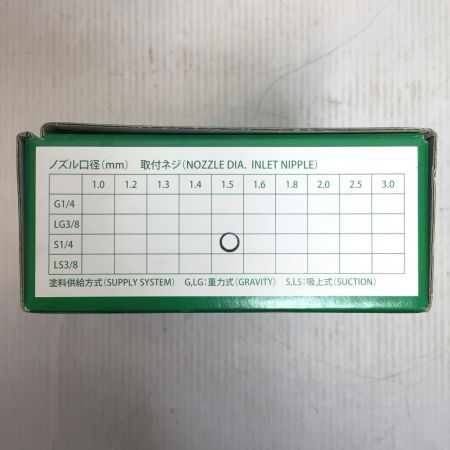 ノズル口径(mm) 取付ネジ(NOZZLE DIA. INLET NIPPLE)
1.0 1.2 1.3 1.4 1.5 1.6 1.8 2.0 2.5 3.0
G1/4
LG3/8
S1/4 ○
LS3/8
塗料供給方式(SUPPLY SYSTEM) G,LG:重力式(GRAVITY) S,LS:吸上式(SUCTION)